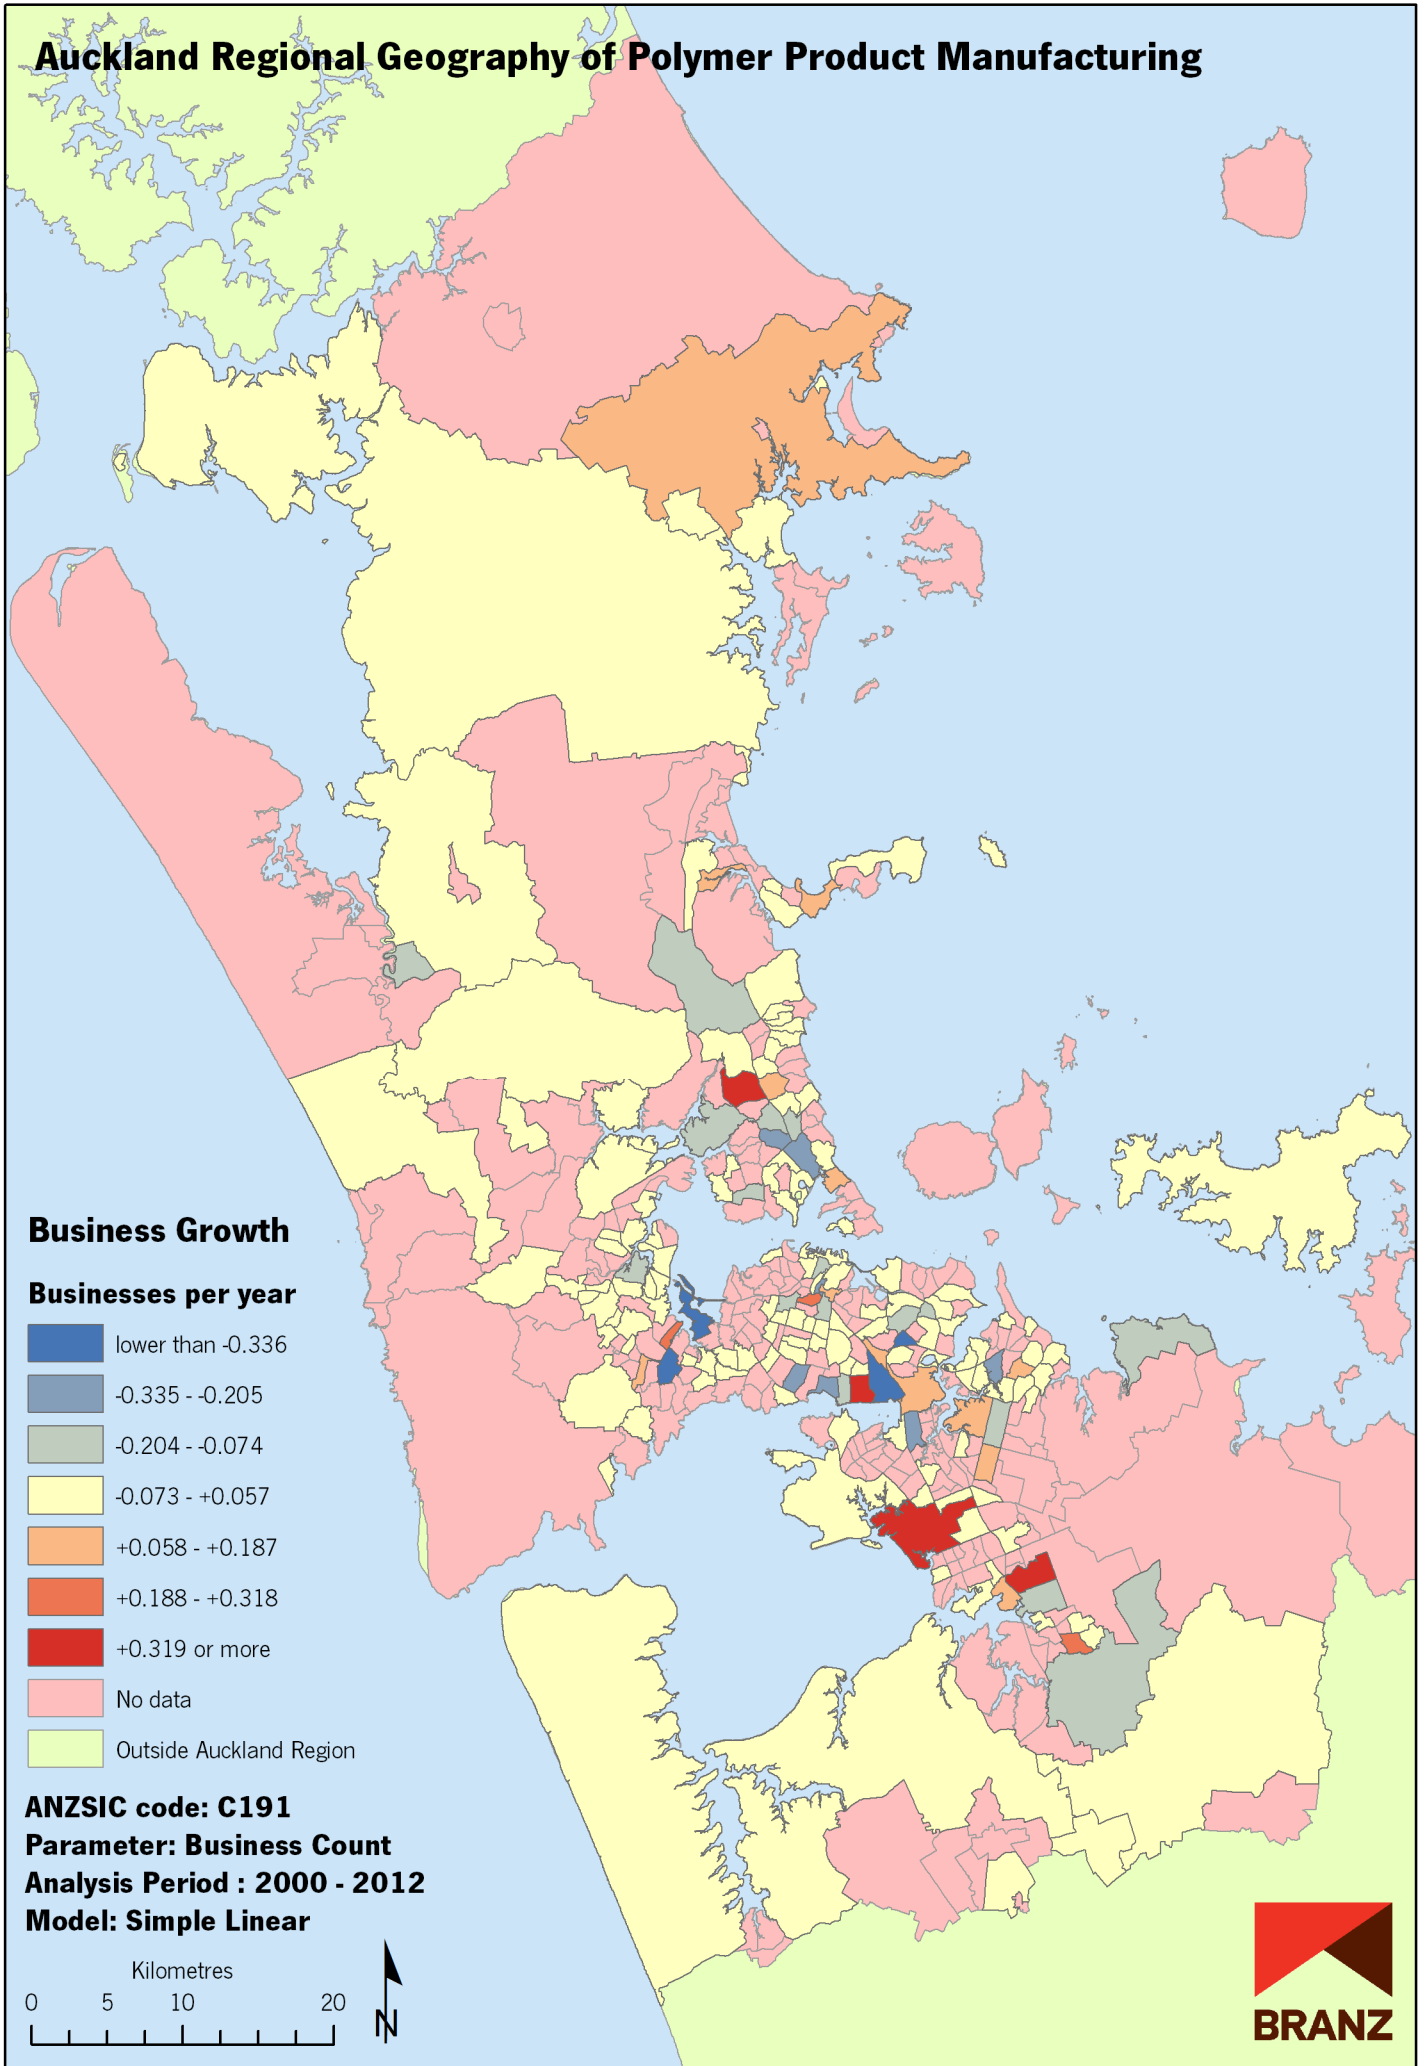 Auckland Regional Geography of Polymer Product Manufacturing
Business Growth
Businesses per year
lower than -0.336
-0.335 - -0.205
-0.204 - -0.074
-0.073 - +0.057
+0.058 - +0.187
+0.188 - +0.318
+0.319 or more
No data
Outside Auckland Region
ANZSIC code: C191
Parameter: Business Count
Analysis Period : 2000 - 2012
Model: Simple Linear
Kilometres
0 5 10 20
N
BRANZ